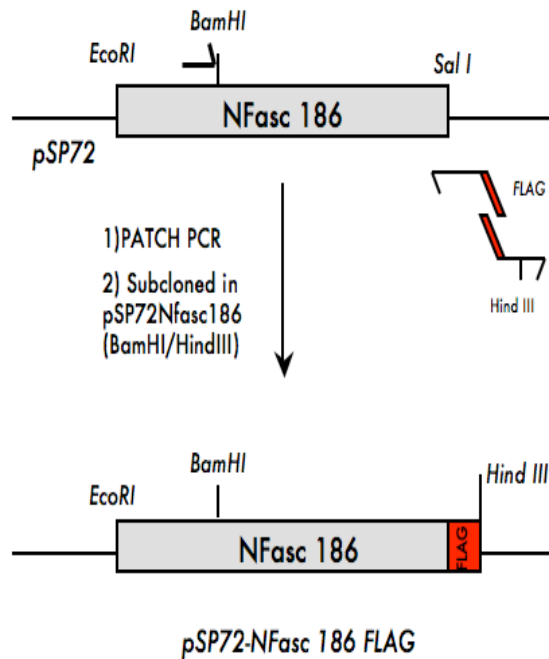 BamHI
EcoRI
Sal I
NFasc 186
pSP72
FLAG
1)PATCH PCR
2) Subcloned in
pSP72Nfasc186
(BamHI/HindIII)
Hind III
BamHI
Hind III
EcoRI
NFasc 186
FLAG
pSP72-NFasc 186 FLAG